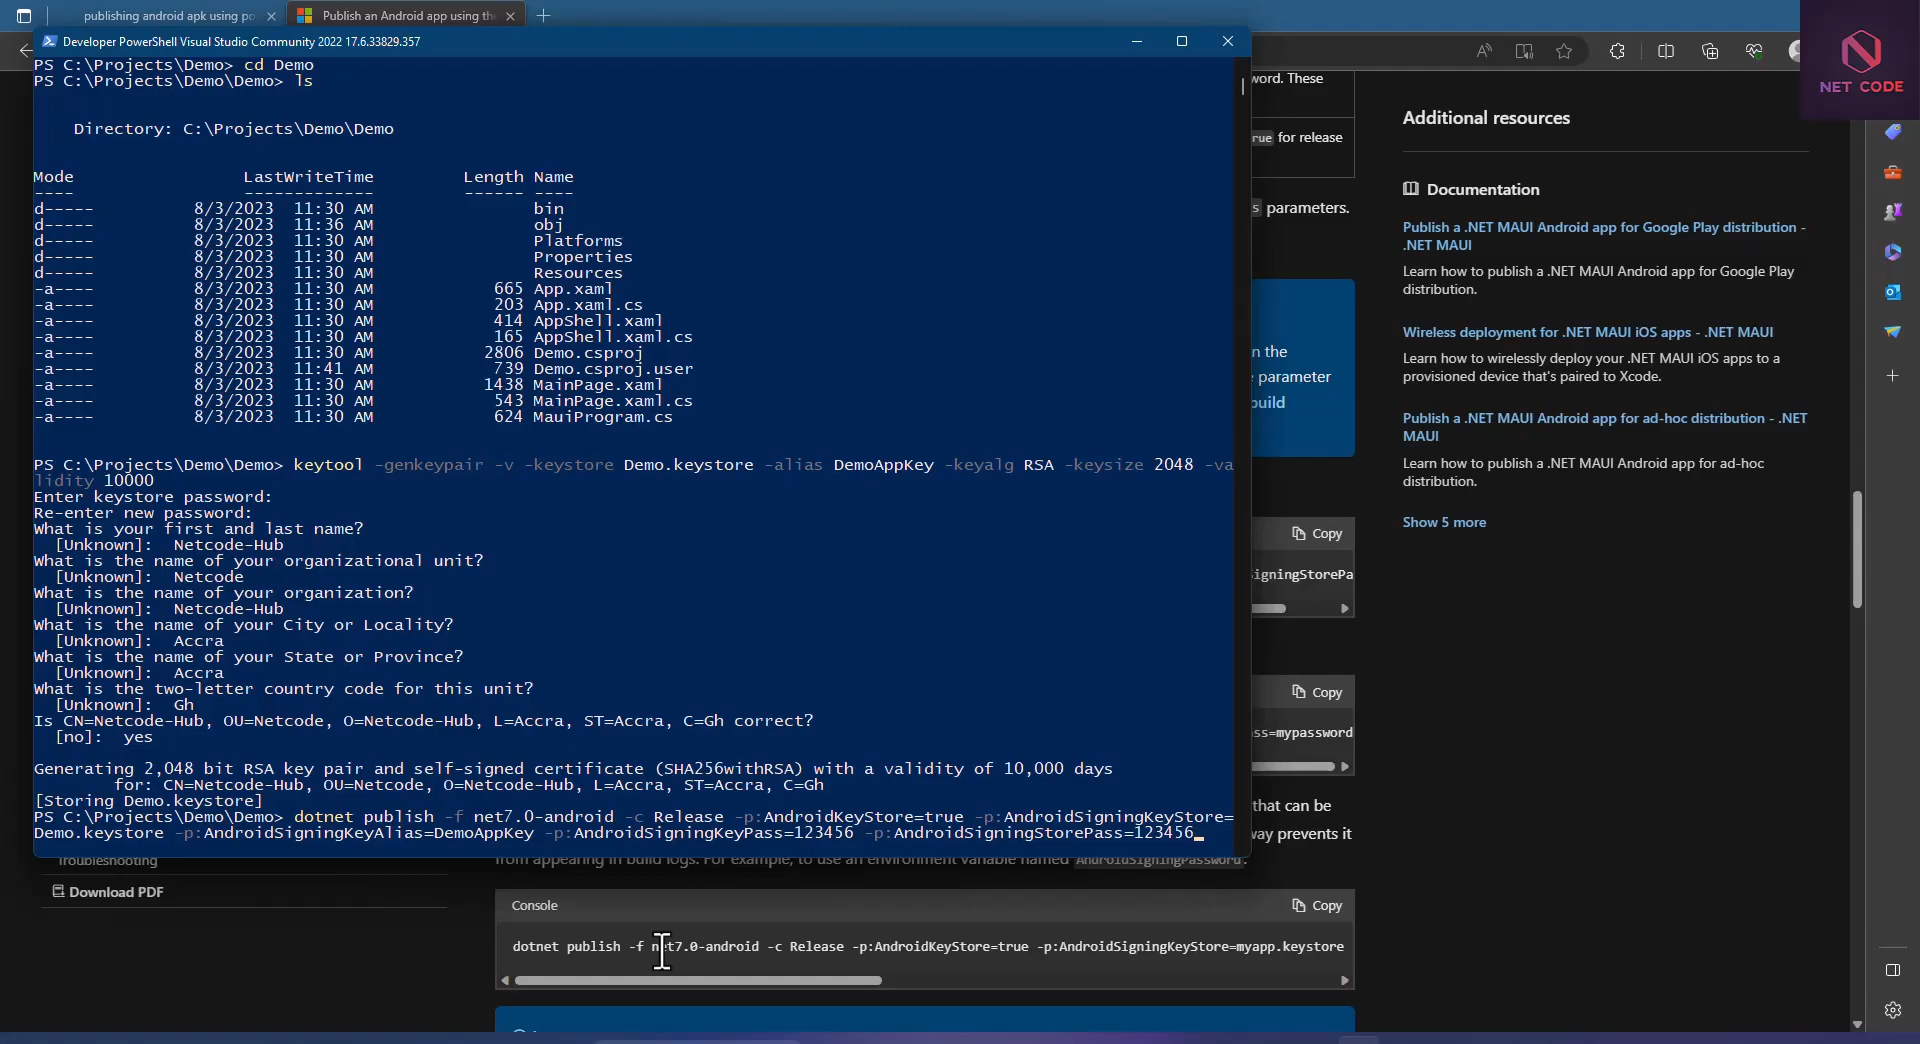 publishing android apk using po
Publish an Android app using the
Developer PowerShell Visual Studio Community 2022 17.6.33829.357
NET CODE
PS C:\Projects\Demo> cd Demo
PS C:\Projects\Demo\Demo> ls
Directory: C:\Projects\Demo\Demo
Mode LastWriteTime Length Name
---- ------------- ------ ----
d----- 8/3/2023 11:30 AM bin
d----- 8/3/2023 11:36 AM obj
d----- 8/3/2023 11:30 AM Platforms
d----- 8/3/2023 11:30 AM Properties
d----- 8/3/2023 11:30 AM Resources
-a---- 8/3/2023 11:30 AM 665 App.xaml
-a---- 8/3/2023 11:30 AM 203 App.xaml.cs
-a---- 8/3/2023 11:30 AM 414 AppShell.xaml
-a---- 8/3/2023 11:30 AM 165 AppShell.xaml.cs
-a---- 8/3/2023 11:30 AM 2806 Demo.csproj
-a---- 8/3/2023 11:41 AM 739 Demo.csproj.user
-a---- 8/3/2023 11:30 AM 1438 MainPage.xaml
-a---- 8/3/2023 11:30 AM 543 MainPage.xaml.cs
-a---- 8/3/2023 11:30 AM 624 MauiProgram.cs
PS C:\Projects\Demo\Demo> keytool -genkeypair -v -keystore Demo.keystore -alias DemoAppKey -keyalg RSA -keysize 2048 -va
lidity 10000
Enter keystore password:
Re-enter new password:
What is your first and last name?
[Unknown]: Netcode-Hub
What is the name of your organizational unit?
[Unknown]: Netcode
What is the name of your organization?
[Unknown]: Netcode-Hub
What is the name of your City or Locality?
[Unknown]: Accra
What is the name of your State or Province?
[Unknown]: Accra
What is the two-letter country code for this unit?
[Unknown]: Gh
Is CN=Netcode-Hub, OU=Netcode, O=Netcode-Hub, L=Accra, ST=Accra, C=Gh correct?
[no]: yes
Generating 2,048 bit RSA key pair and self-signed certificate (SHA256withRSA) with a validity of 10,000 days
for: CN=Netcode-Hub, OU=Netcode, O=Netcode-Hub, L=Accra, ST=Accra, C=Gh
[Storing Demo.keystore]
PS C:\Projects\Demo\Demo> dotnet publish -f net7.0-android -c Release -p:AndroidKeyStore=true -p:AndroidSigningKeyStore=
Demo.keystore -p:AndroidSigningKeyAlias=DemoAppKey -p:AndroidSigningKeyPass=123456 -p:AndroidSigningStorePass=123456_
word. These
rue for release
s parameters.
n the
parameter
build
Copy
igningStorePa
Copy
ss=mypassword
that can be
way prevents it
from appearing in build logs. For example, to use an environment variable named AndroidSigningPassword:
Troubleshooting
Download PDF
Console
Copy
dotnet publish -f net7.0-android -c Release -p:AndroidKeyStore=true -p:AndroidSigningKeyStore=myapp.keystore
Additional resources
Documentation
Publish a .NET MAUI Android app for Google Play distribution -
.NET MAUI
Learn how to publish a .NET MAUI Android app for Google Play
distribution.
Wireless deployment for .NET MAUI iOS apps - .NET MAUI
Learn how to wirelessly deploy your .NET MAUI iOS apps to a
provisioned device that's paired to Xcode.
Publish a .NET MAUI Android app for ad-hoc distribution - .NET
MAUI
Learn how to publish a .NET MAUI Android app for ad-hoc
distribution.
Show 5 more